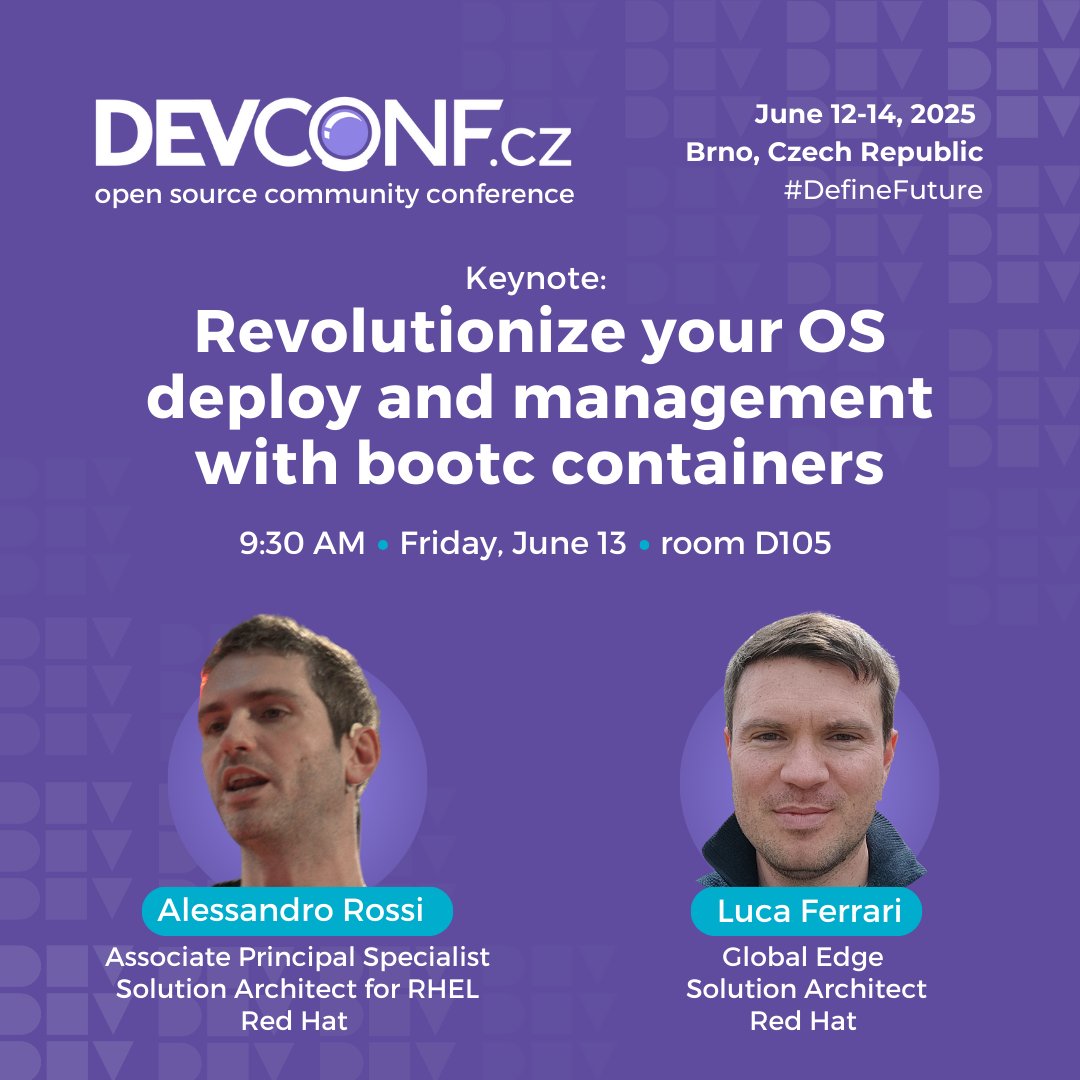 DEVCONF.cz
open source community conference
June 12-14, 2025
Brno, Czech Republic
#DefineFuture
Keynote:
Revolutionize your OS
deploy and management
with bootc containers
9:30 AM • Friday, June 13 • room D105
Alessandro Rossi
Associate Principal Specialist
Solution Architect for RHEL
Red Hat
Luca Ferrari
Global Edge
Solution Architect
Red Hat